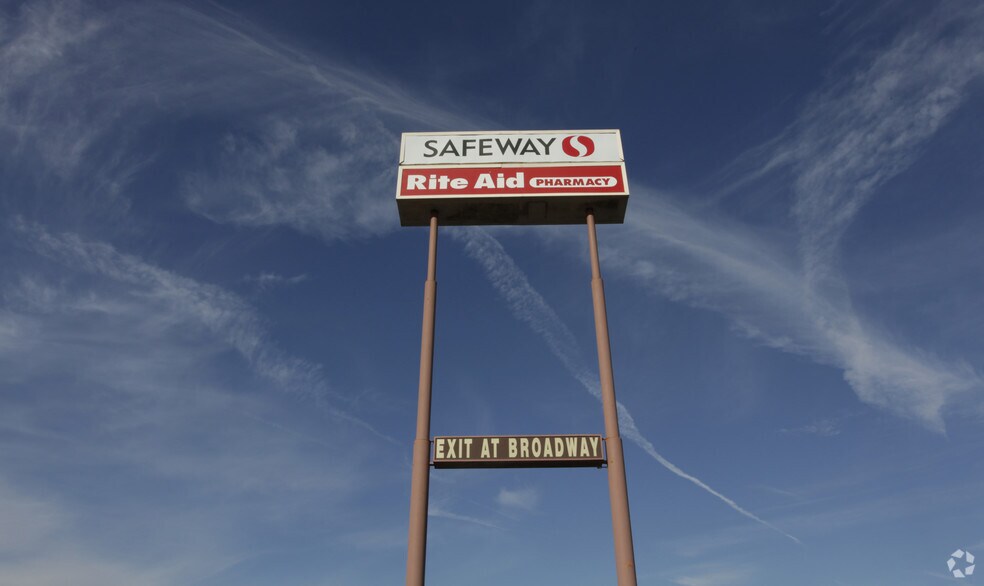 SAFEWAY
Rite Aid PHARMACY
EXIT AT BROADWAY